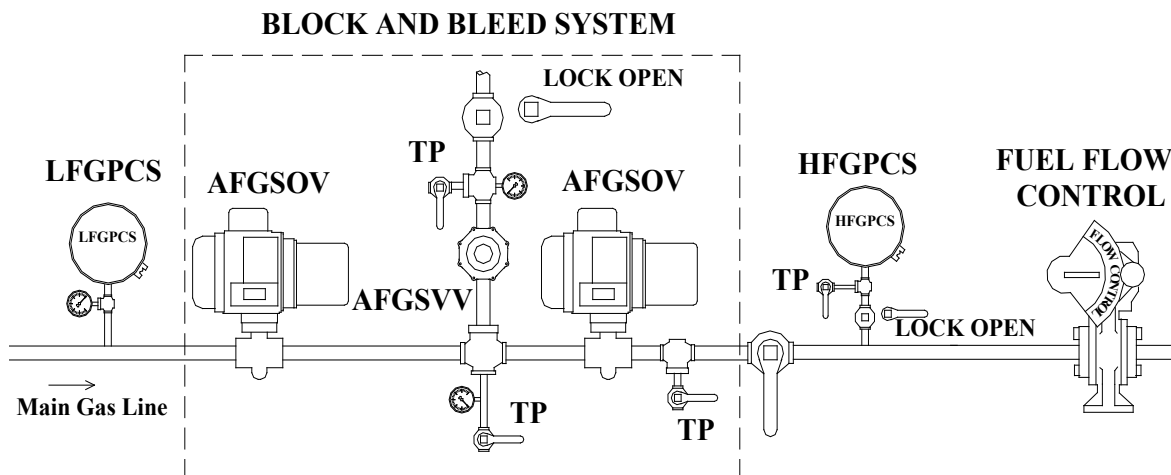 BLOCK AND BLEED SYSTEM
LOCK OPEN
TP
LFGPCS
AFGSOV
AFGSOV
HFGPCS
FUEL FLOW
CONTROL
LFGPCS
HFGPCS
FLOW CONTROL
TP
AFGSVV
LOCK OPEN
Main Gas Line
TP
TP